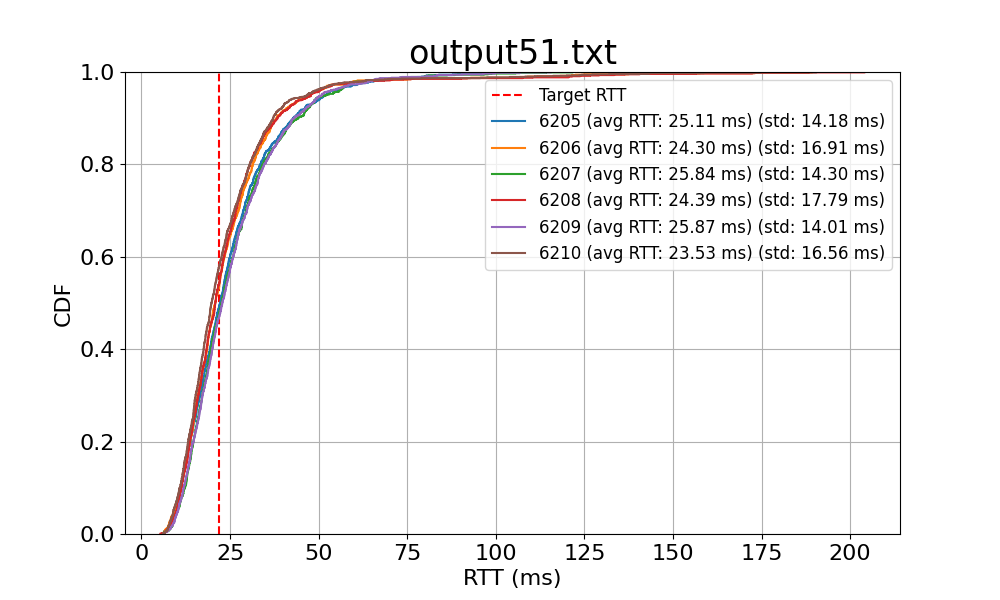 output51.txt
1.0
0.8
0.6
0.4
0.2
0.0
CDF
Target RTT
6205 (avg RTT: 25.11 ms) (std: 14.18 ms)
6206 (avg RTT: 24.30 ms) (std: 16.91 ms)
6207 (avg RTT: 25.84 ms) (std: 14.30 ms)
6208 (avg RTT: 24.39 ms) (std: 17.79 ms)
6209 (avg RTT: 25.87 ms) (std: 14.01 ms)
6210 (avg RTT: 23.53 ms) (std: 16.56 ms)
0 25 50 75 100 125 150 175 200
RTT (ms)